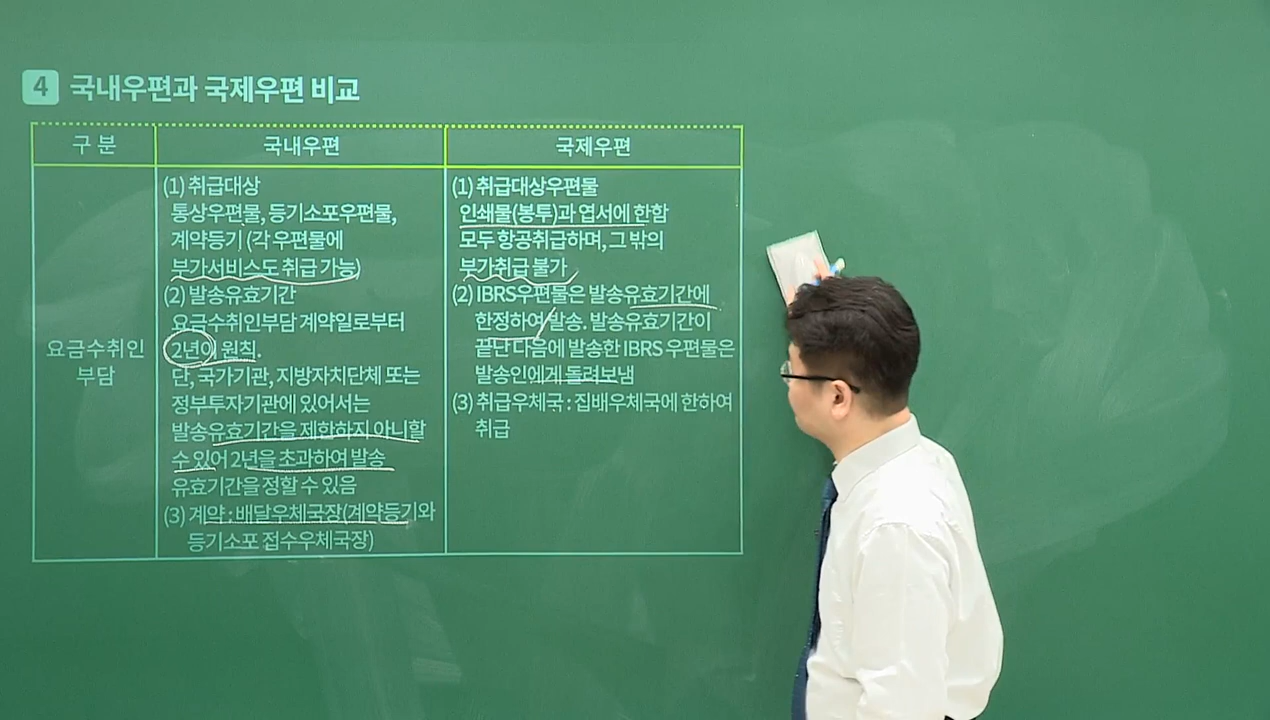 4 국내우편과 국제우편 비교
구 분
국내우편
국제우편
요금수취인
부담
(1) 취급대상
통상우편물, 등기소포우편물,
계약등기 (각 우편물에
부가서비스도 취급 가능)
(2) 발송유효기간
요금수취인부담 계약일로부터
2년이 원칙.
단, 국가기관, 지방자치단체 또는
정부투자기관에 있어서는
발송유효기간을 제한하지 아니할
수 있어 2년을 초과하여 발송
유효기간을 정할 수 있음
(3) 계약 : 배달우체국장(계약등기와
등기소포 접수우체국장)
(1) 취급대상우편물
인쇄물(봉투)과 엽서에 한함
모두 항공취급하며, 그 밖의
부가취급 불가
(2) IBRS우편물은 발송유효기간에
한정하여 발송. 발송유효기간이
끝난 다음에 발송한 IBRS 우편물은
발송인에게 돌려보냄
(3) 취급우체국 : 집배우체국에 한하여
취급